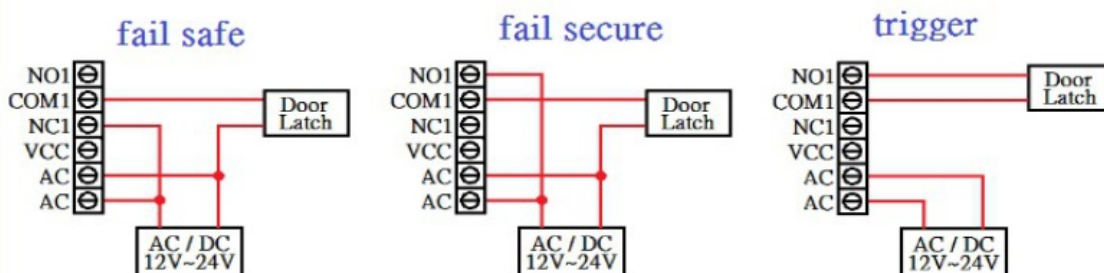 fail safe
NO1
COM1
NC1
VCC
AC
AC
Door
Latch
AC / DC
12V~24V
fail secure
NO1
COM1
NC1
VCC
AC
AC
Door
Latch
AC / DC
12V~24V
trigger
NO1
COM1
NC1
VCC
AC
AC
Door
Latch
AC / DC
12V~24V